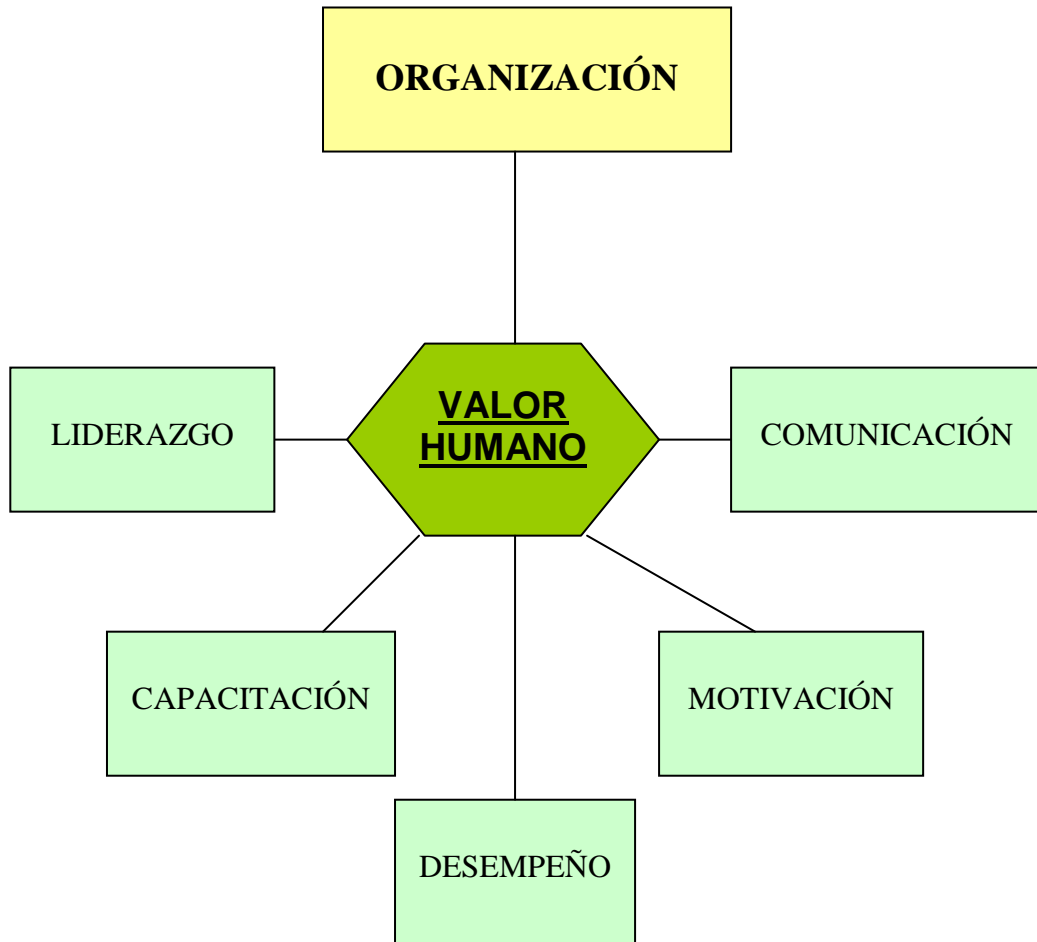 ORGANIZACIÓN
VALOR
HUMANO
LIDERAZGO
COMUNICACIÓN
CAPACITACIÓN
MOTIVACIÓN
DESEMPEÑO